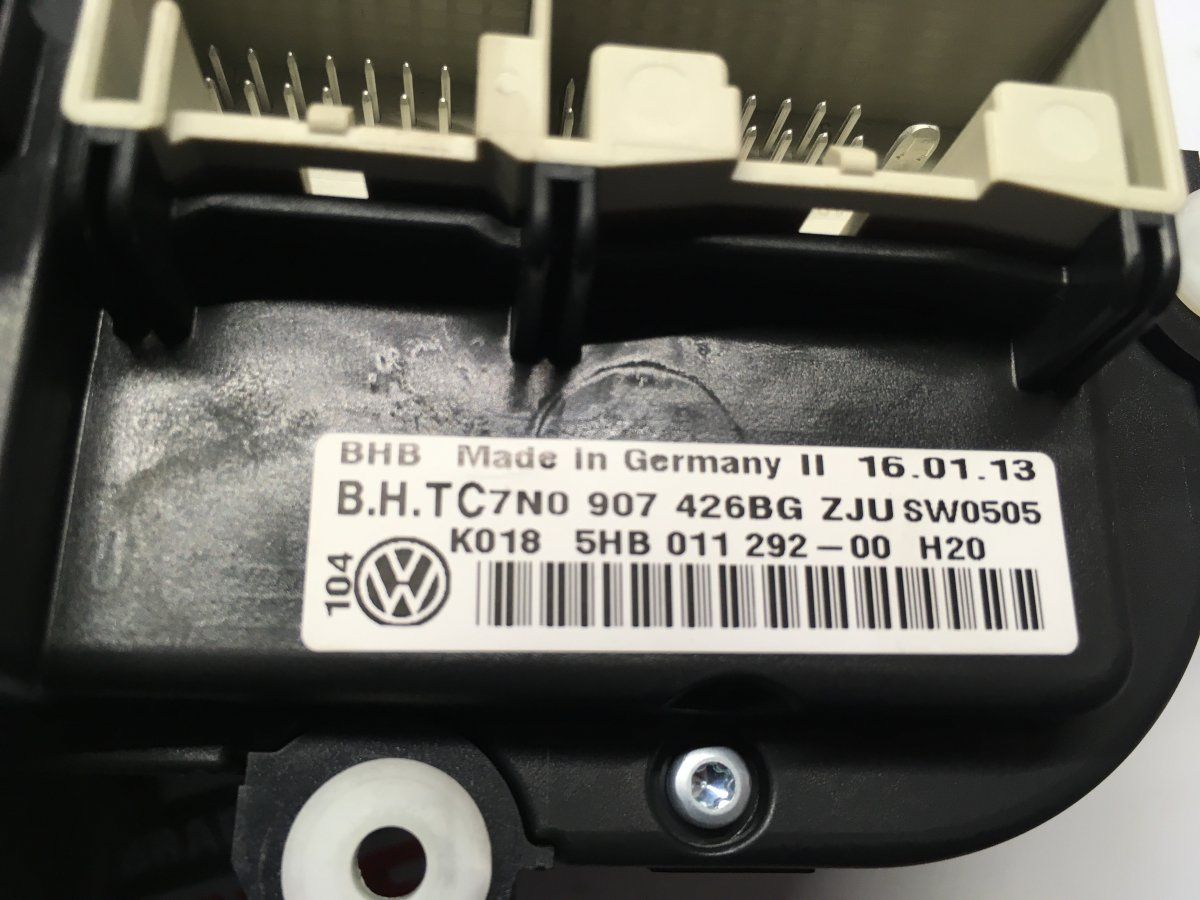 BHB Made in Germany II 16.01.13
B.H.TC7N0 907 426BG ZJU SW0505
K018 5HB 011 292-00 H20
104